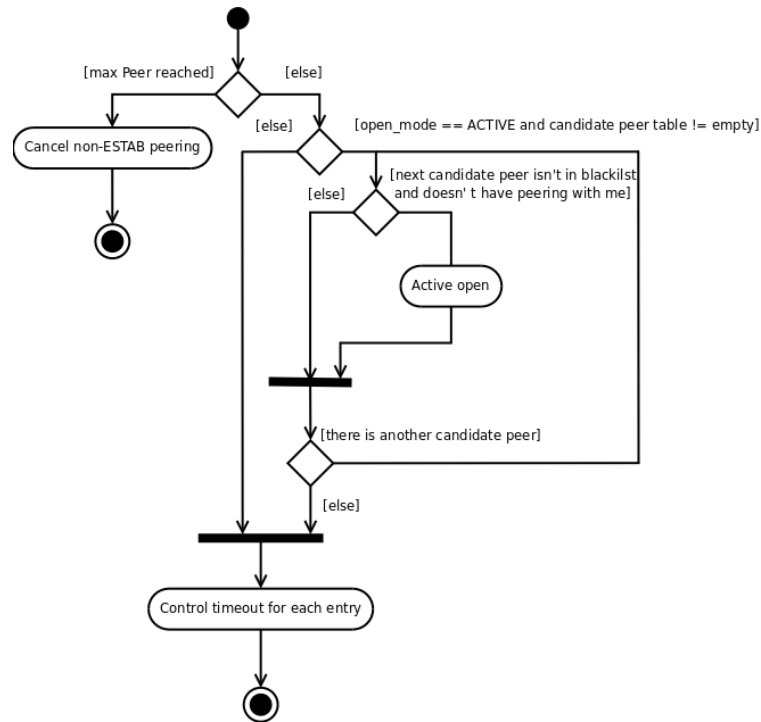 [max Peer reached]
[else]
[else]
[open_mode == ACTIVE and candidate peer table != empty]
Cancel non-ESTAB peering
[next candidate peer isn't in blackilst
and doesn' t have peering with me]
[else]
Active open
[there is another candidate peer]
[else]
Control timeout for each entry